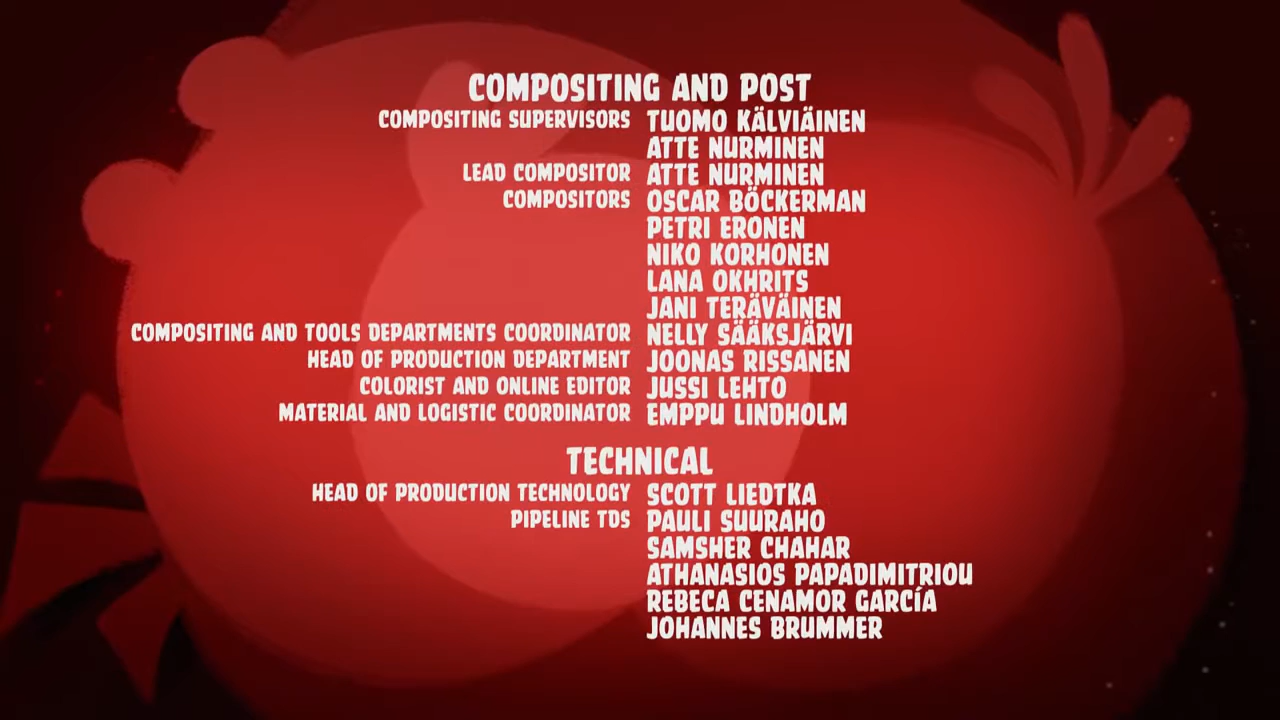 COMPOSITING AND POST
COMPOSITING SUPERVISORS TUOMO KÄLVIÄINEN
ATTE NURMINEN
LEAD COMPOSITOR ATTE NURMINEN
COMPOSITORS OSCAR BÖCKERMAN
PETRI ERONEN
NIKO KORHONEN
LANA OKHRITS
JANI TERÄVÄINEN
COMPOSITING AND TOOLS DEPARTMENTS COORDINATOR NELLY SÄÄKSJÄRVI
HEAD OF PRODUCTION DEPARTMENT JOONAS RISSANEN
COLORIST AND ONLINE EDITOR JUSSI LEHTO
MATERIAL AND LOGISTIC COORDINATOR EMPPU LINDHOLM
TECHNICAL
HEAD OF PRODUCTION TECHNOLOGY SCOTT LIEDTKA
PIPELINE TDS PAULI SUURAHO
SAMSHER CHAHAR
ATHANASIOS PAPADIMITRIOU
REBECA CENAMOR GARCÍA
JOHANNES BRUMMER